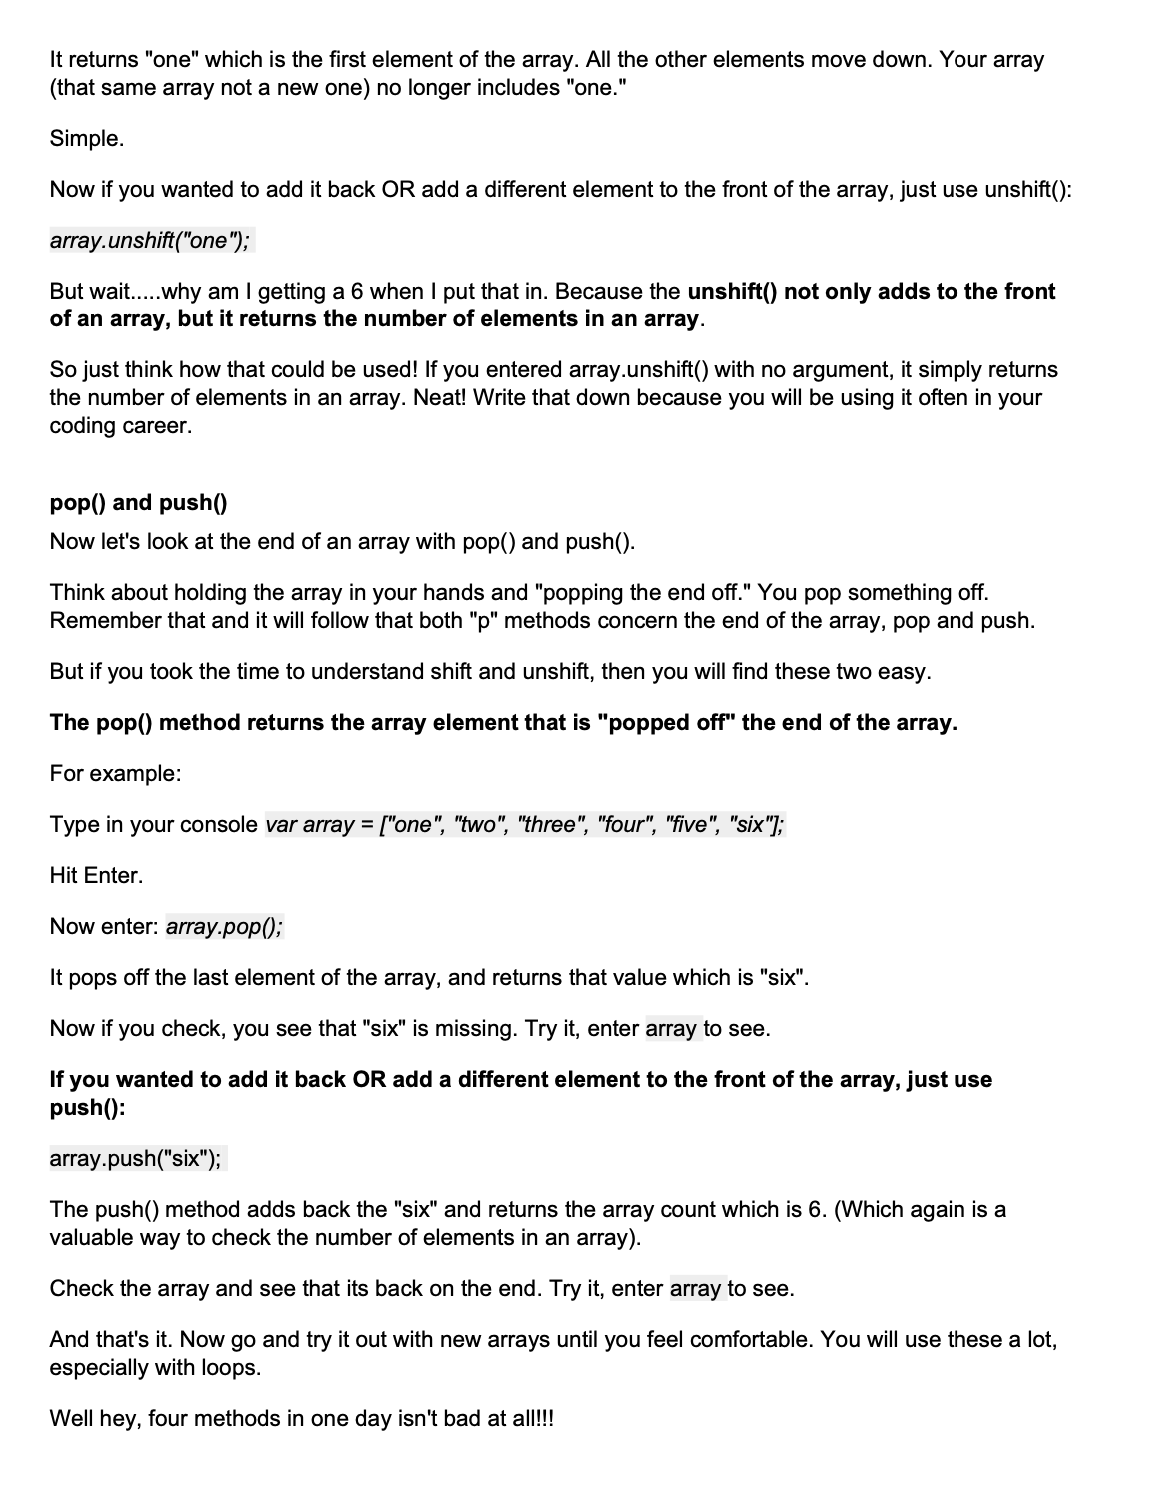 It returns "one" which is the first element of the array. All the other elements move down. Your array
(that same array not a new one) no longer includes "one."
Simple.
Now if you wanted to add it back OR add a different element to the front of the array, just use unshift():
array.unshift("one");
But wait.....why am I getting a 6 when I put that in. Because the unshift() not only adds to the front
of an array, but it returns the number of elements in an array.
So just think how that could be used! If you entered array.unshift() with no argument, it simply returns
the number of elements in an array. Neat! Write that down because you will be using it often in your
coding career.
pop() and push()
Now let's look at the end of an array with pop() and push().
Think about holding the array in your hands and "popping the end off." You pop something off.
Remember that and it will follow that both "p" methods concern the end of the array, pop and push.
But if you took the time to understand shift and unshift, then you will find these two easy.
The pop() method returns the array element that is "popped off" the end of the array.
For example:
Type in your console var array = ["one", "two", "three", "four", "five", "six"];
Hit Enter.
Now enter: array.pop();
It pops off the last element of the array, and returns that value which is "six".
Now if you check, you see that "six" is missing. Try it, enter array to see.
If you wanted to add it back OR add a different element to the front of the array, just use
push():
array.push("six");
The push() method adds back the "six" and returns the array count which is 6. (Which again is a
valuable way to check the number of elements in an array).
Check the array and see that its back on the end. Try it, enter array to see.
And that's it. Now go and try it out with new arrays until you feel comfortable. You will use these a lot,
especially with loops.
Well hey, four methods in one day isn't bad at all!!!